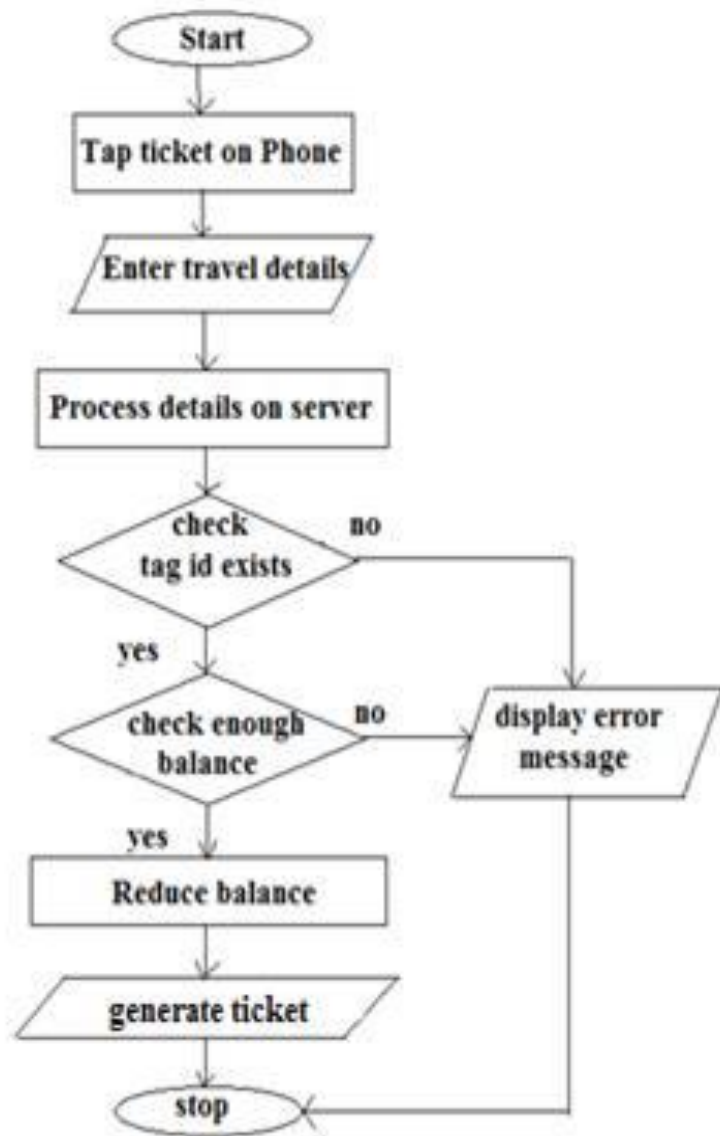 Start
Tap ticket on Phone
Enter travel details
Process details on server
check
tag id exists
no
yes
check enough
balance
no
display error
message
yes
Reduce balance
generate ticket
stop